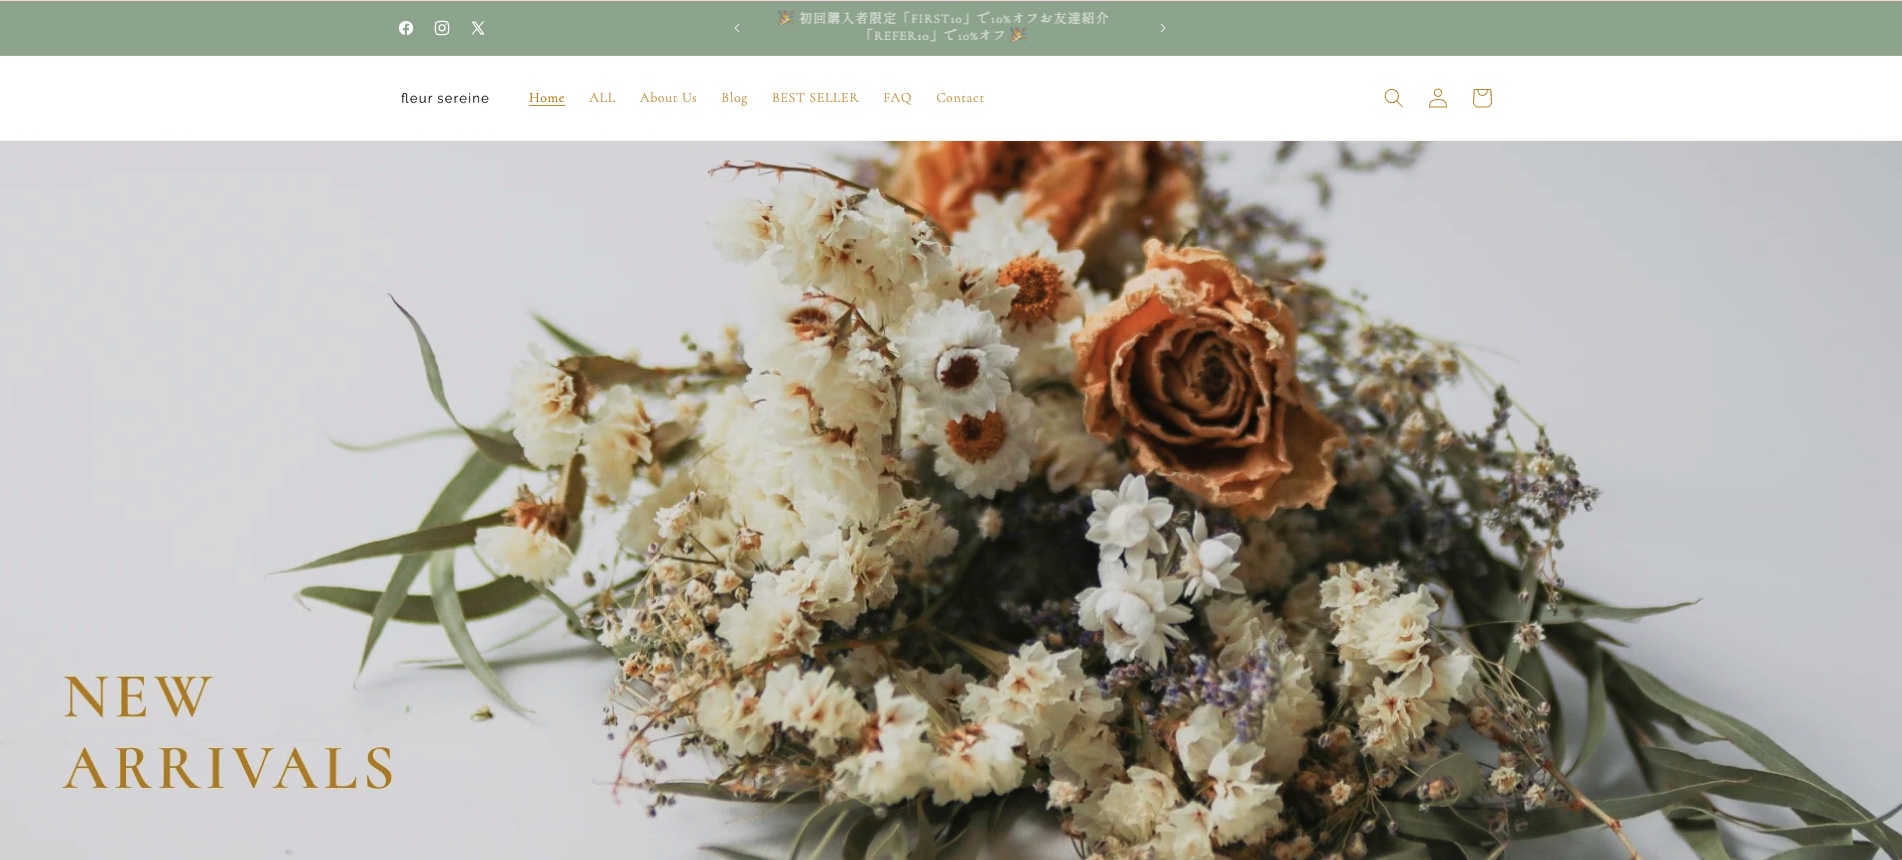 🎉 初回購入者限定「FIRST10」で10%オフお友達紹介
「REFER10」で10%オフ 🎉
fleur sereine
Home
ALL
About Us
Blog
BEST SELLER
FAQ
Contact
NEW
ARRIVALS